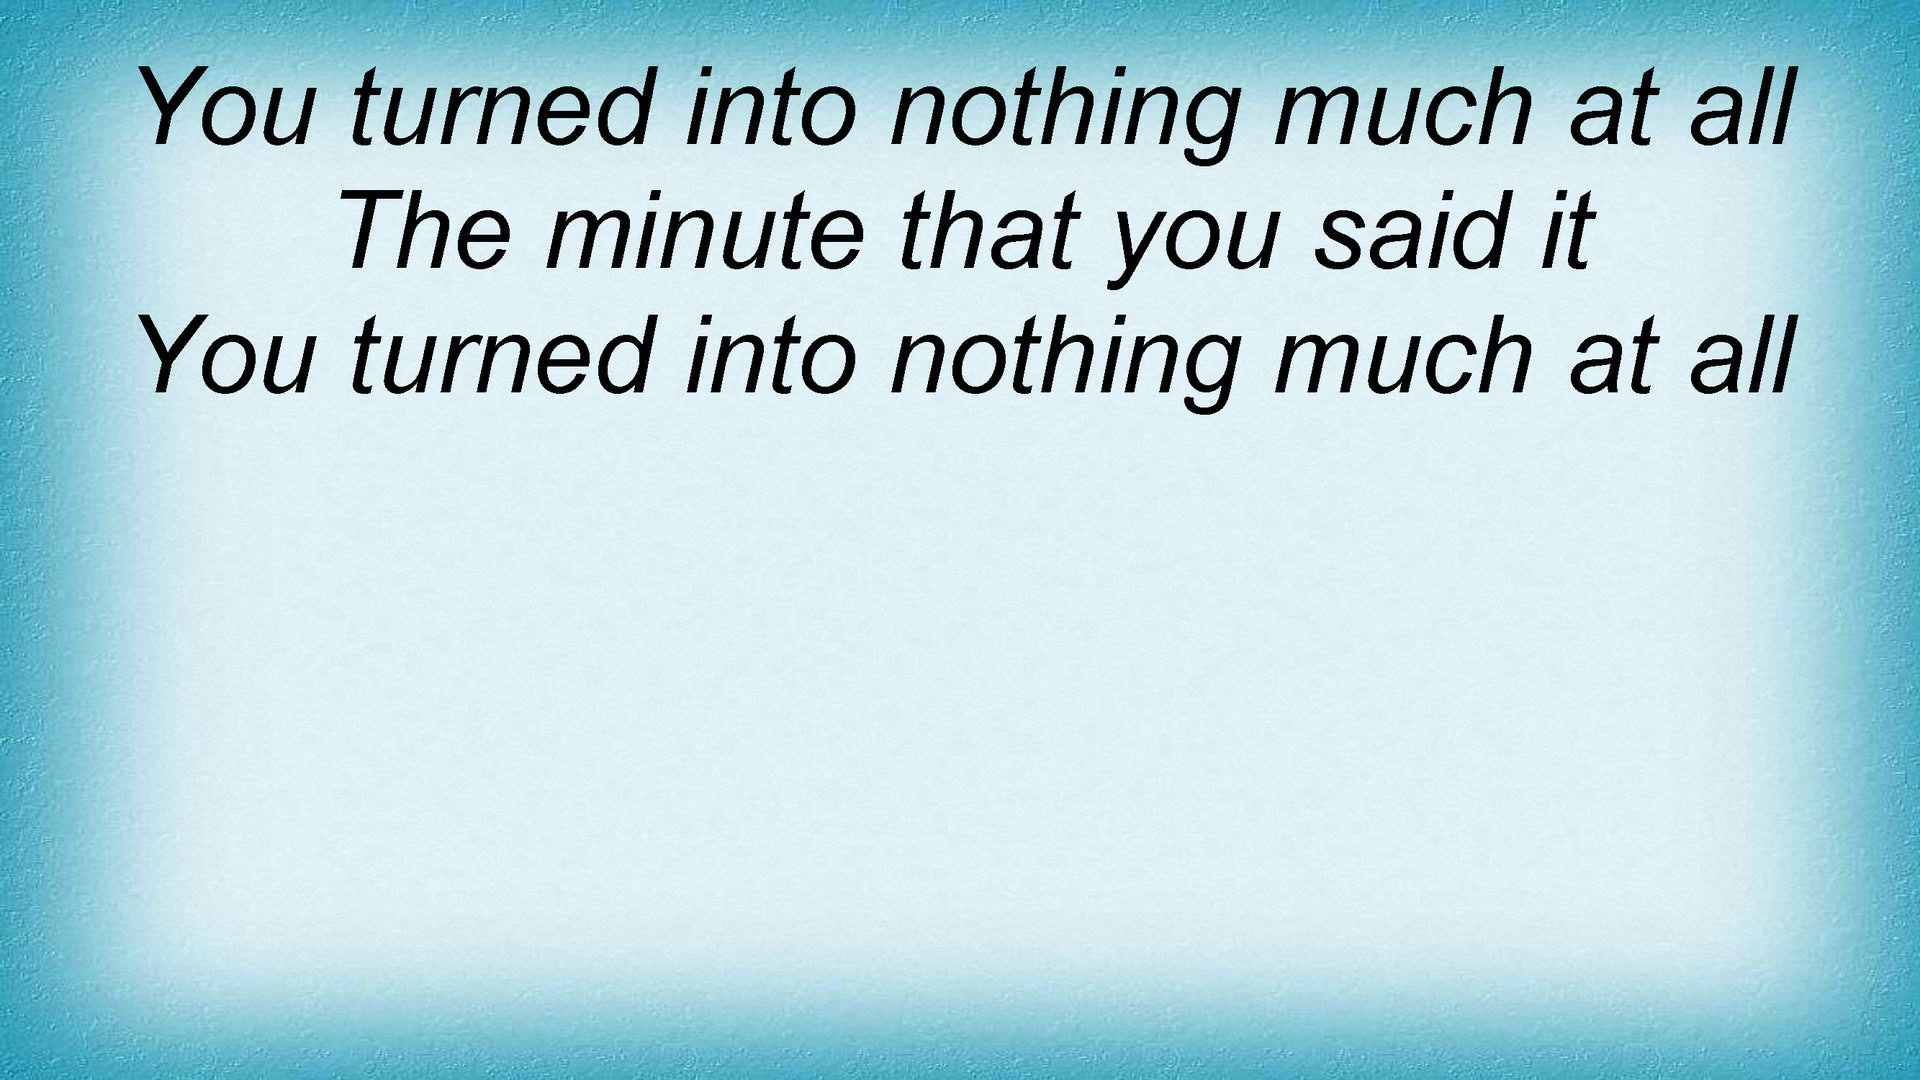 You turned into nothing much at all
The minute that you said it
You turned into nothing much at all